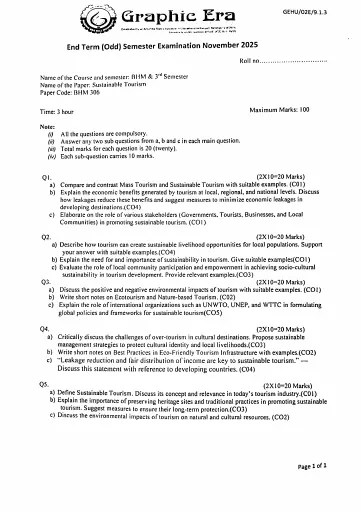 GEHU/02E/9.1.3
Graphic Era
End Term (Odd) Semester Examination November 2025
Roll no..............................
Name of the Course and semester: BHM & 3rd Semester
Name of the Paper: Sustainable Tourism
Paper Code: BHM 306
Time: 3 hour
Maximum Marks: 100
Note:
(i) All the questions are compulsory.
(ii) Answer any two sub questions from a, b and c in each main question.
(iii) Total marks for each question is 20 (twenty).
(iv) Each sub-question carries 10 marks.
Q1. (2X10=20 Marks)
a) Compare and contrast Mass Tourism and Sustainable Tourism with suitable examples. (C01)
b) Explain the economic benefits generated by tourism at local, regional, and national levels. Discuss
how leakages reduce these benefits and suggest measures to minimize economic leakages in
developing destinations.(CO4)
c) Elaborate on the role of various stakeholders (Governments, Tourists, Businesses, and Local
Communities) in promoting sustainable tourism. (CO1)
Q2. (2X10=20 Marks)
a) Describe how tourism can create sustainable livelihood opportunities for local populations. Support
your answer with suitable examples.(CO4)
b) Explain the need for and importance of sustainability in tourism. Give suitable examples(CO1)
c) Evaluate the role of local community participation and empowerment in achieving socio-cultural
sustainability in tourism development. Provide relevant examples.(CO3)
Q3. (2X10=20 Marks)
a) Discuss the positive and negative environmental impacts of tourism with suitable examples. (CO1)
b) Write short notes on Ecotourism and Nature-based Tourism. (C02)
c) Explain the role of international organizations such as UNWTO, UNEP, and WTTC in formulating
global policies and frameworks for sustainable tourism(CO5)
Q4. (2X10=20 Marks)
a) Critically discuss the challenges of over-tourism in cultural destinations. Propose sustainable
management strategies to protect cultural identity and local livelihoods.(CO3)
b) Write short notes on Best Practices in Eco-Friendly Tourism Infrastructure with examples.(CO2)
c) "Leakage reduction and fair distribution of income are key to sustainable tourism." —
Discuss this statement with reference to developing countries. (C04)
Q5. (2X10=20 Marks)
a) Define Sustainable Tourism. Discuss its concept and relevance in today's tourism industry.(C01)
b) Explain the importance of preserving heritage sites and traditional practices in promoting sustainable
tourism. Suggest measures to ensure their long-term protection.(CO3)
c) Discuss the environmental impacts of tourism on natural and cultural resources. (CO2)
Page 1 of 1